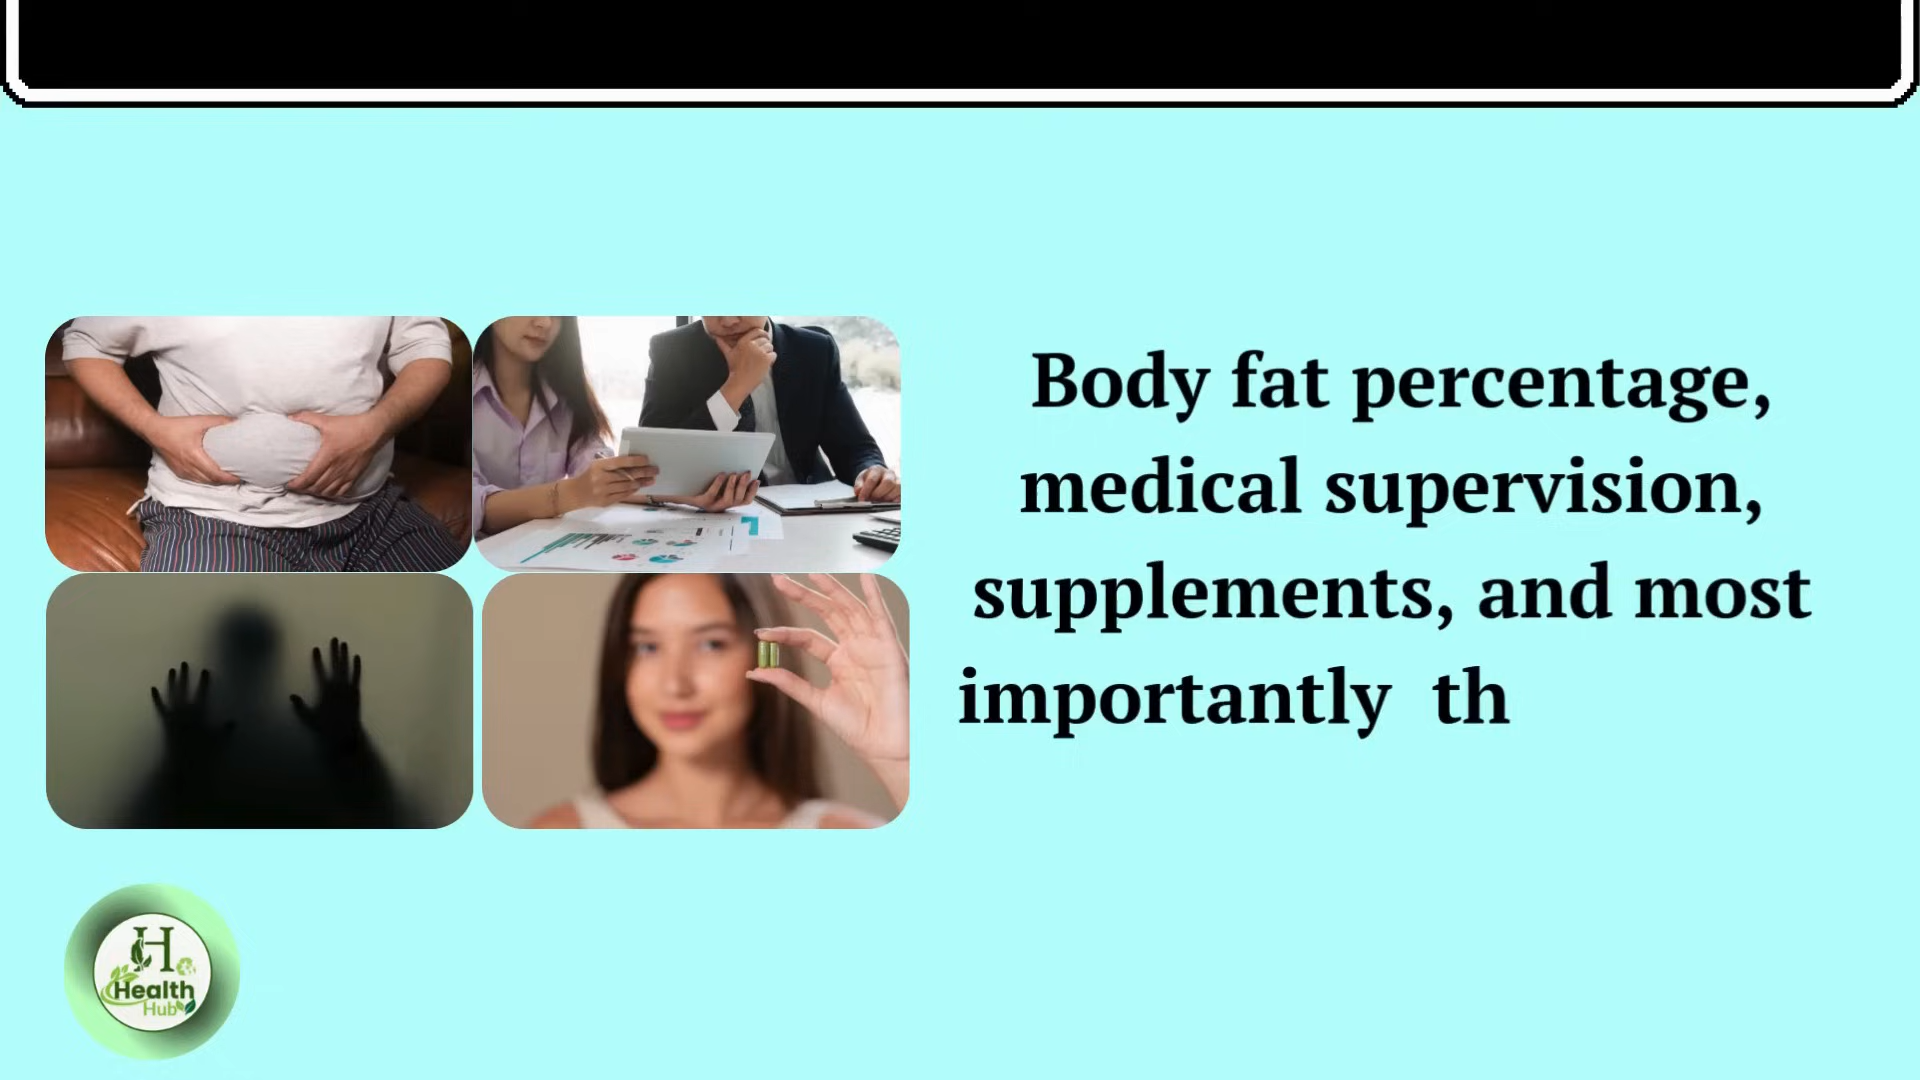 Body fat percentage,
medical supervision,
supplements, and most
importantly th
H
Health
Hub